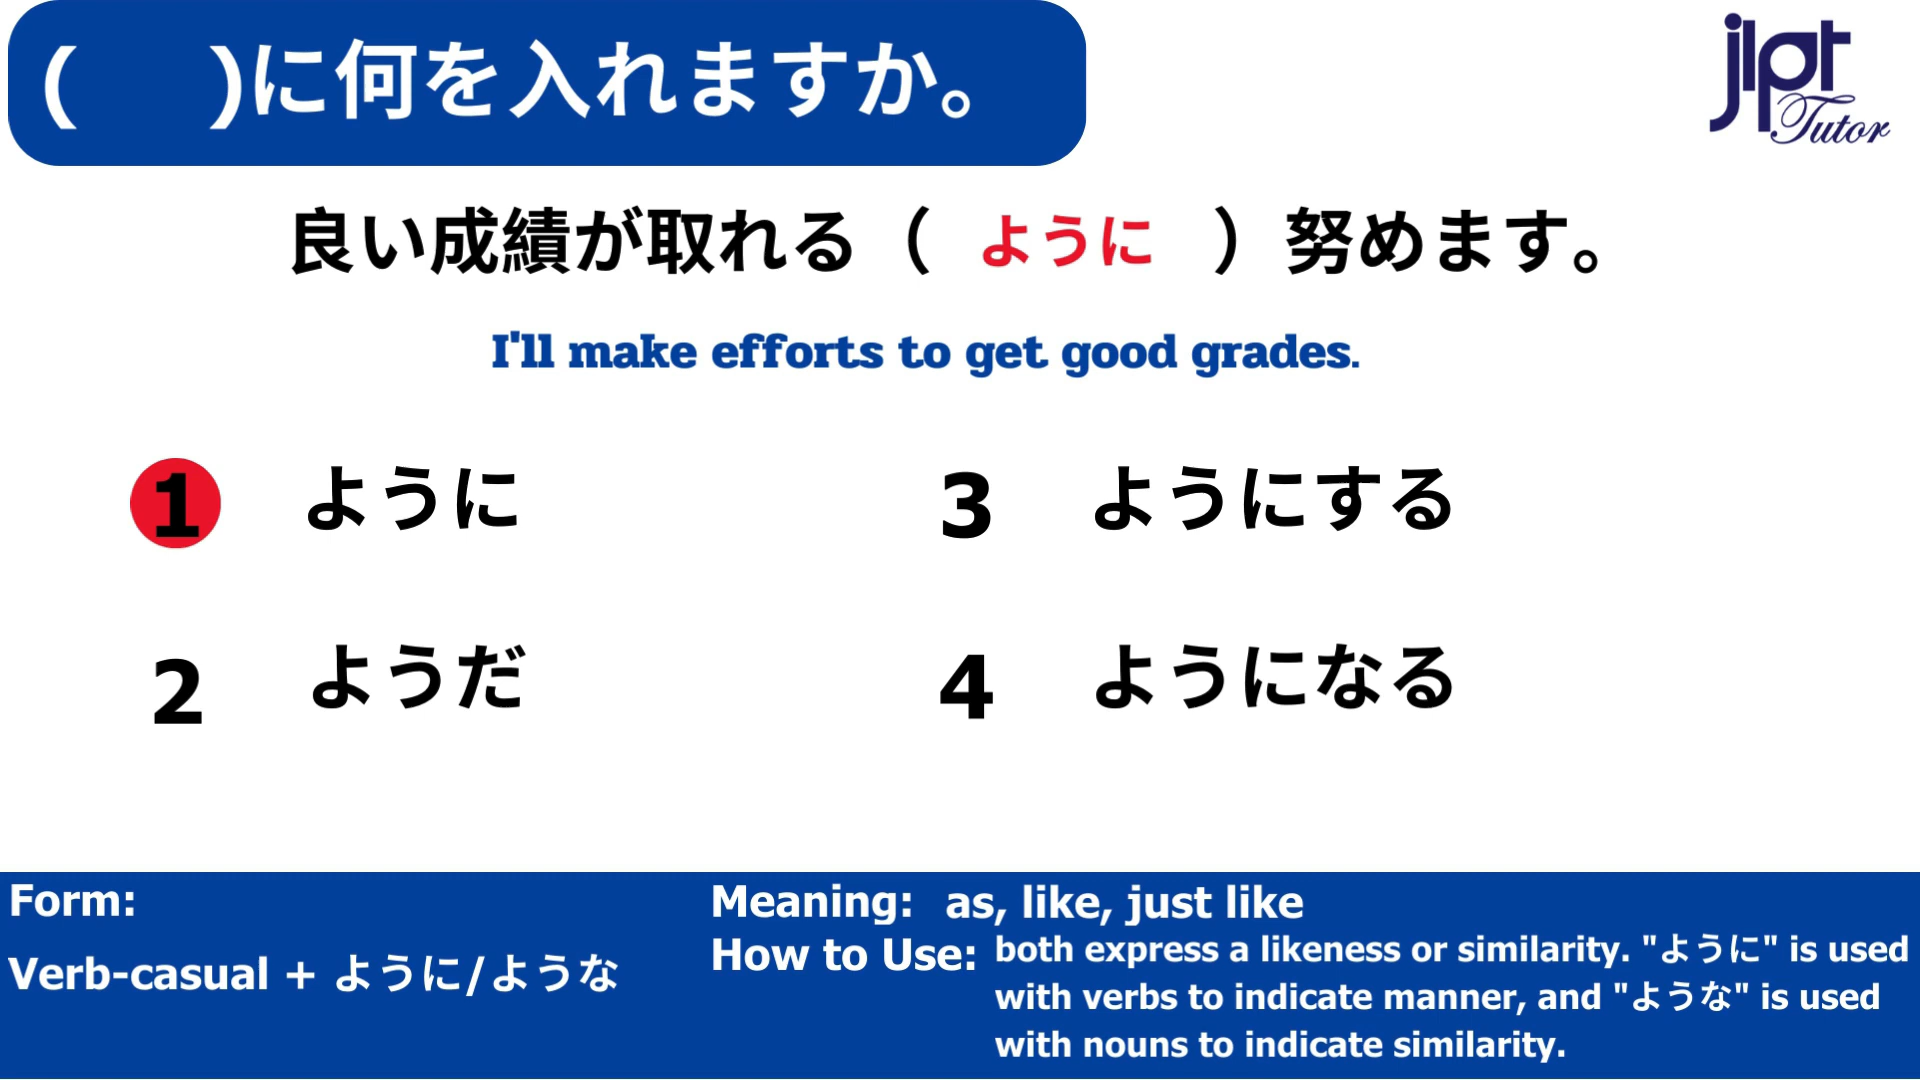 (　　)に何を入れますか。
jlpt
Tutor
良い成績が取れる（ ように ）努めます。
I'll make efforts to get good grades.
1 ように
3 ようにする
2 ようだ
4 ようになる
Form:
Verb-casual + ように/ような
Meaning: as, like, just like
How to Use: both express a likeness or similarity. "ように" is used
with verbs to indicate manner, and "ような" is used
with nouns to indicate similarity.